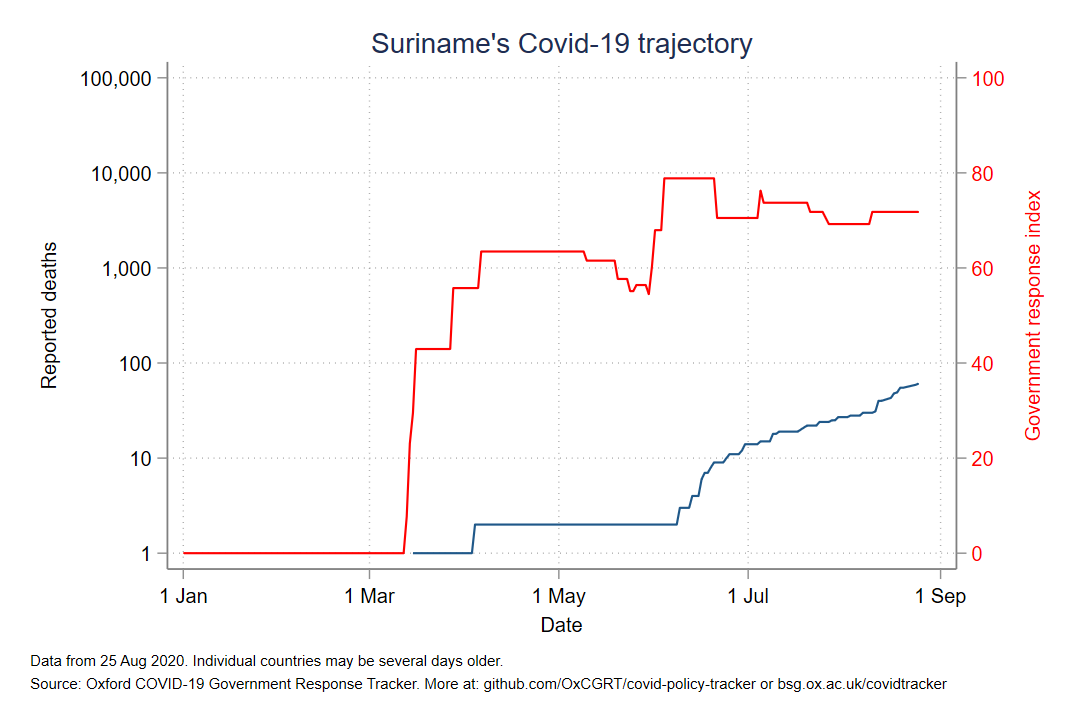 Suriname's Covid-19 trajectory
100,000
10,000
1,000
100
10
1
Reported deaths
100
80
60
40
20
0
Government response index
1 Jan
1 Mar
1 May
1 Jul
1 Sep
Date
Data from 25 Aug 2020. Individual countries may be several days older.
Source: Oxford COVID-19 Government Response Tracker. More at: github.com/OxCGRT/covid-policy-tracker or bsg.ox.ac.uk/covidtracker